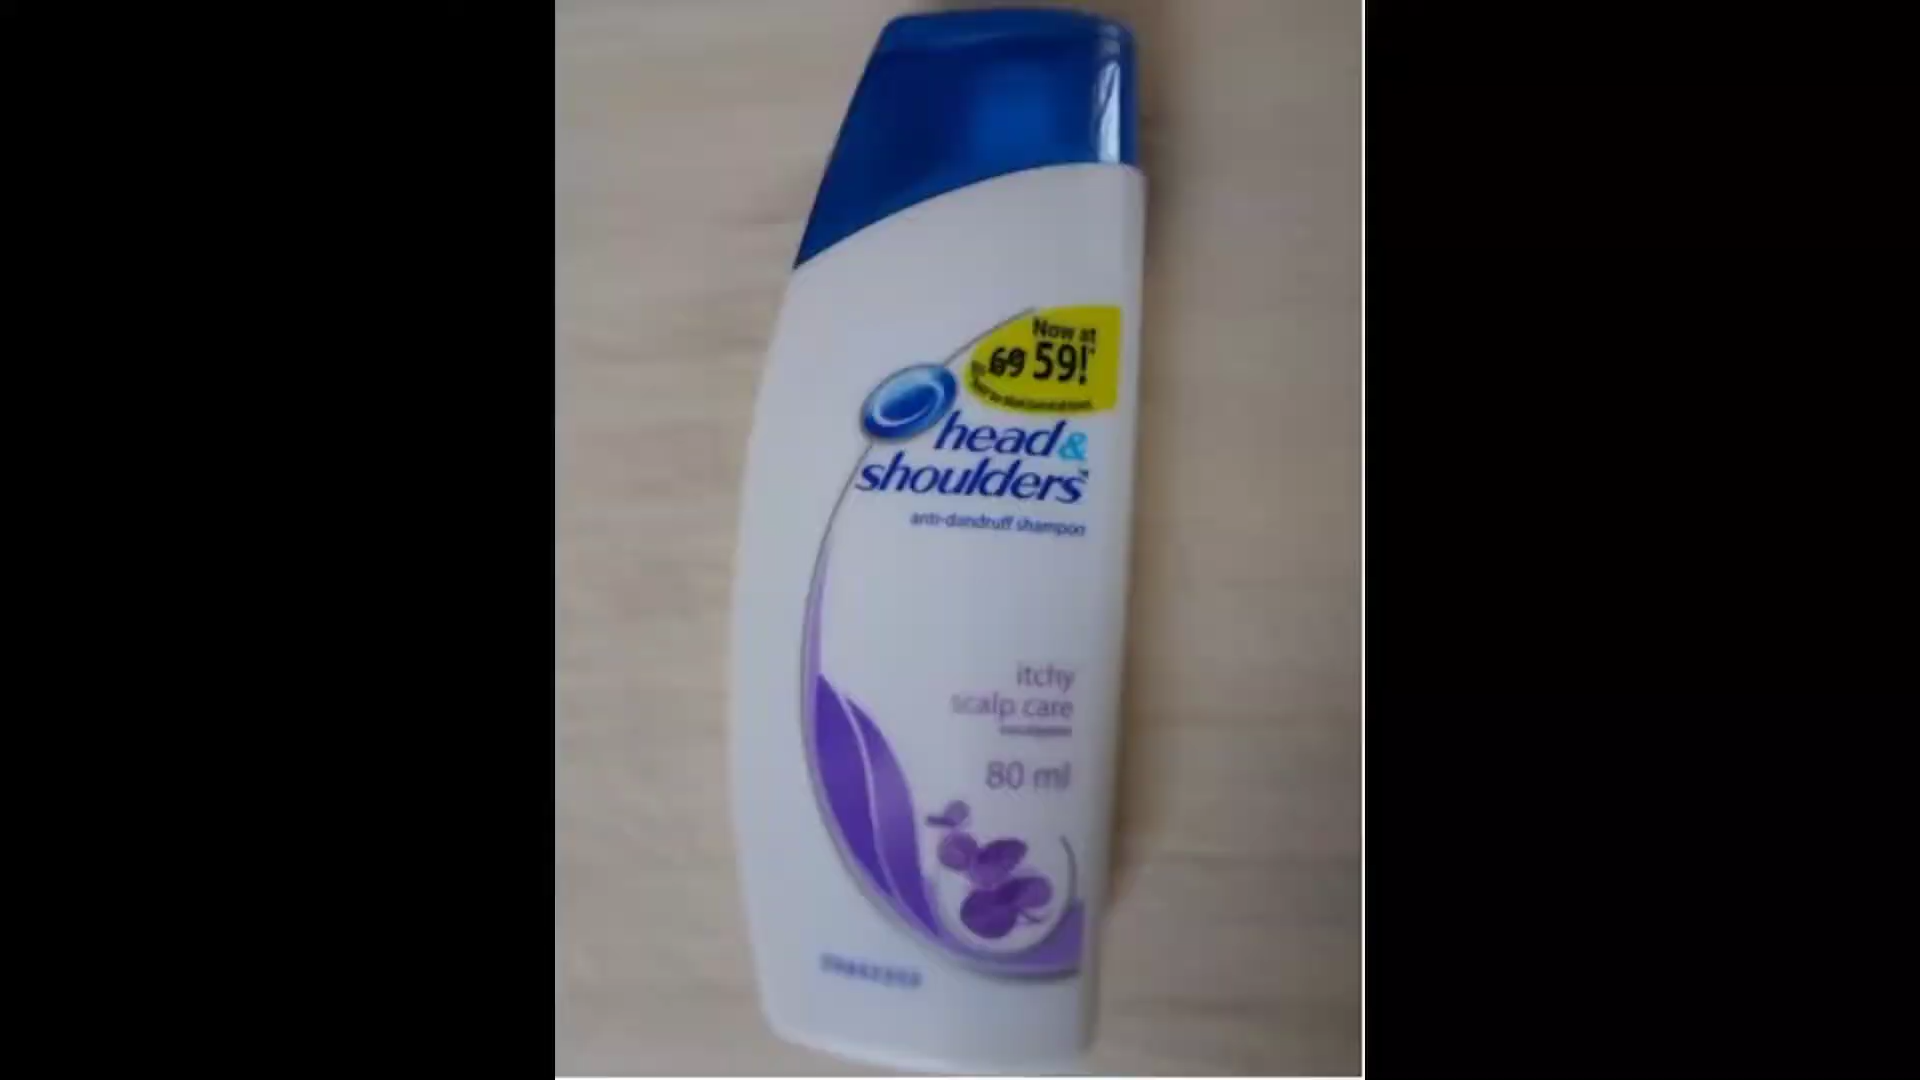 Now at
69 59!*
head&
shoulders
anti-dandruff shampoo
itchy
scalp care
80 ml